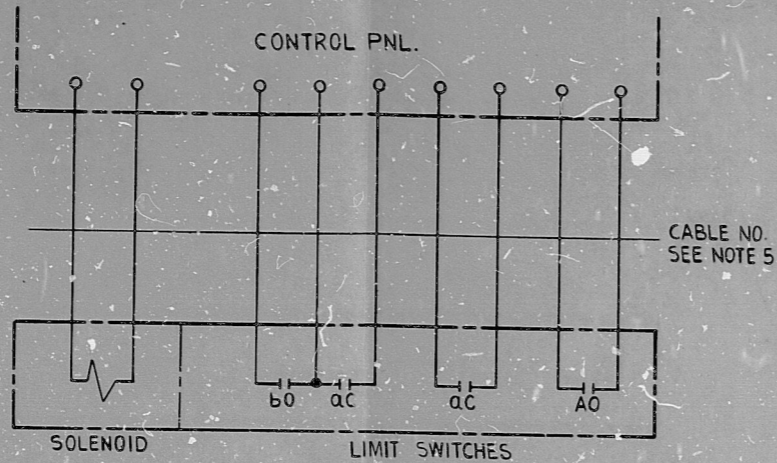 CONTROL PNL.
CABLE NO.
SEE NOTE 5
bO aC aC AO
SOLENOID
LIMIT SWITCHES